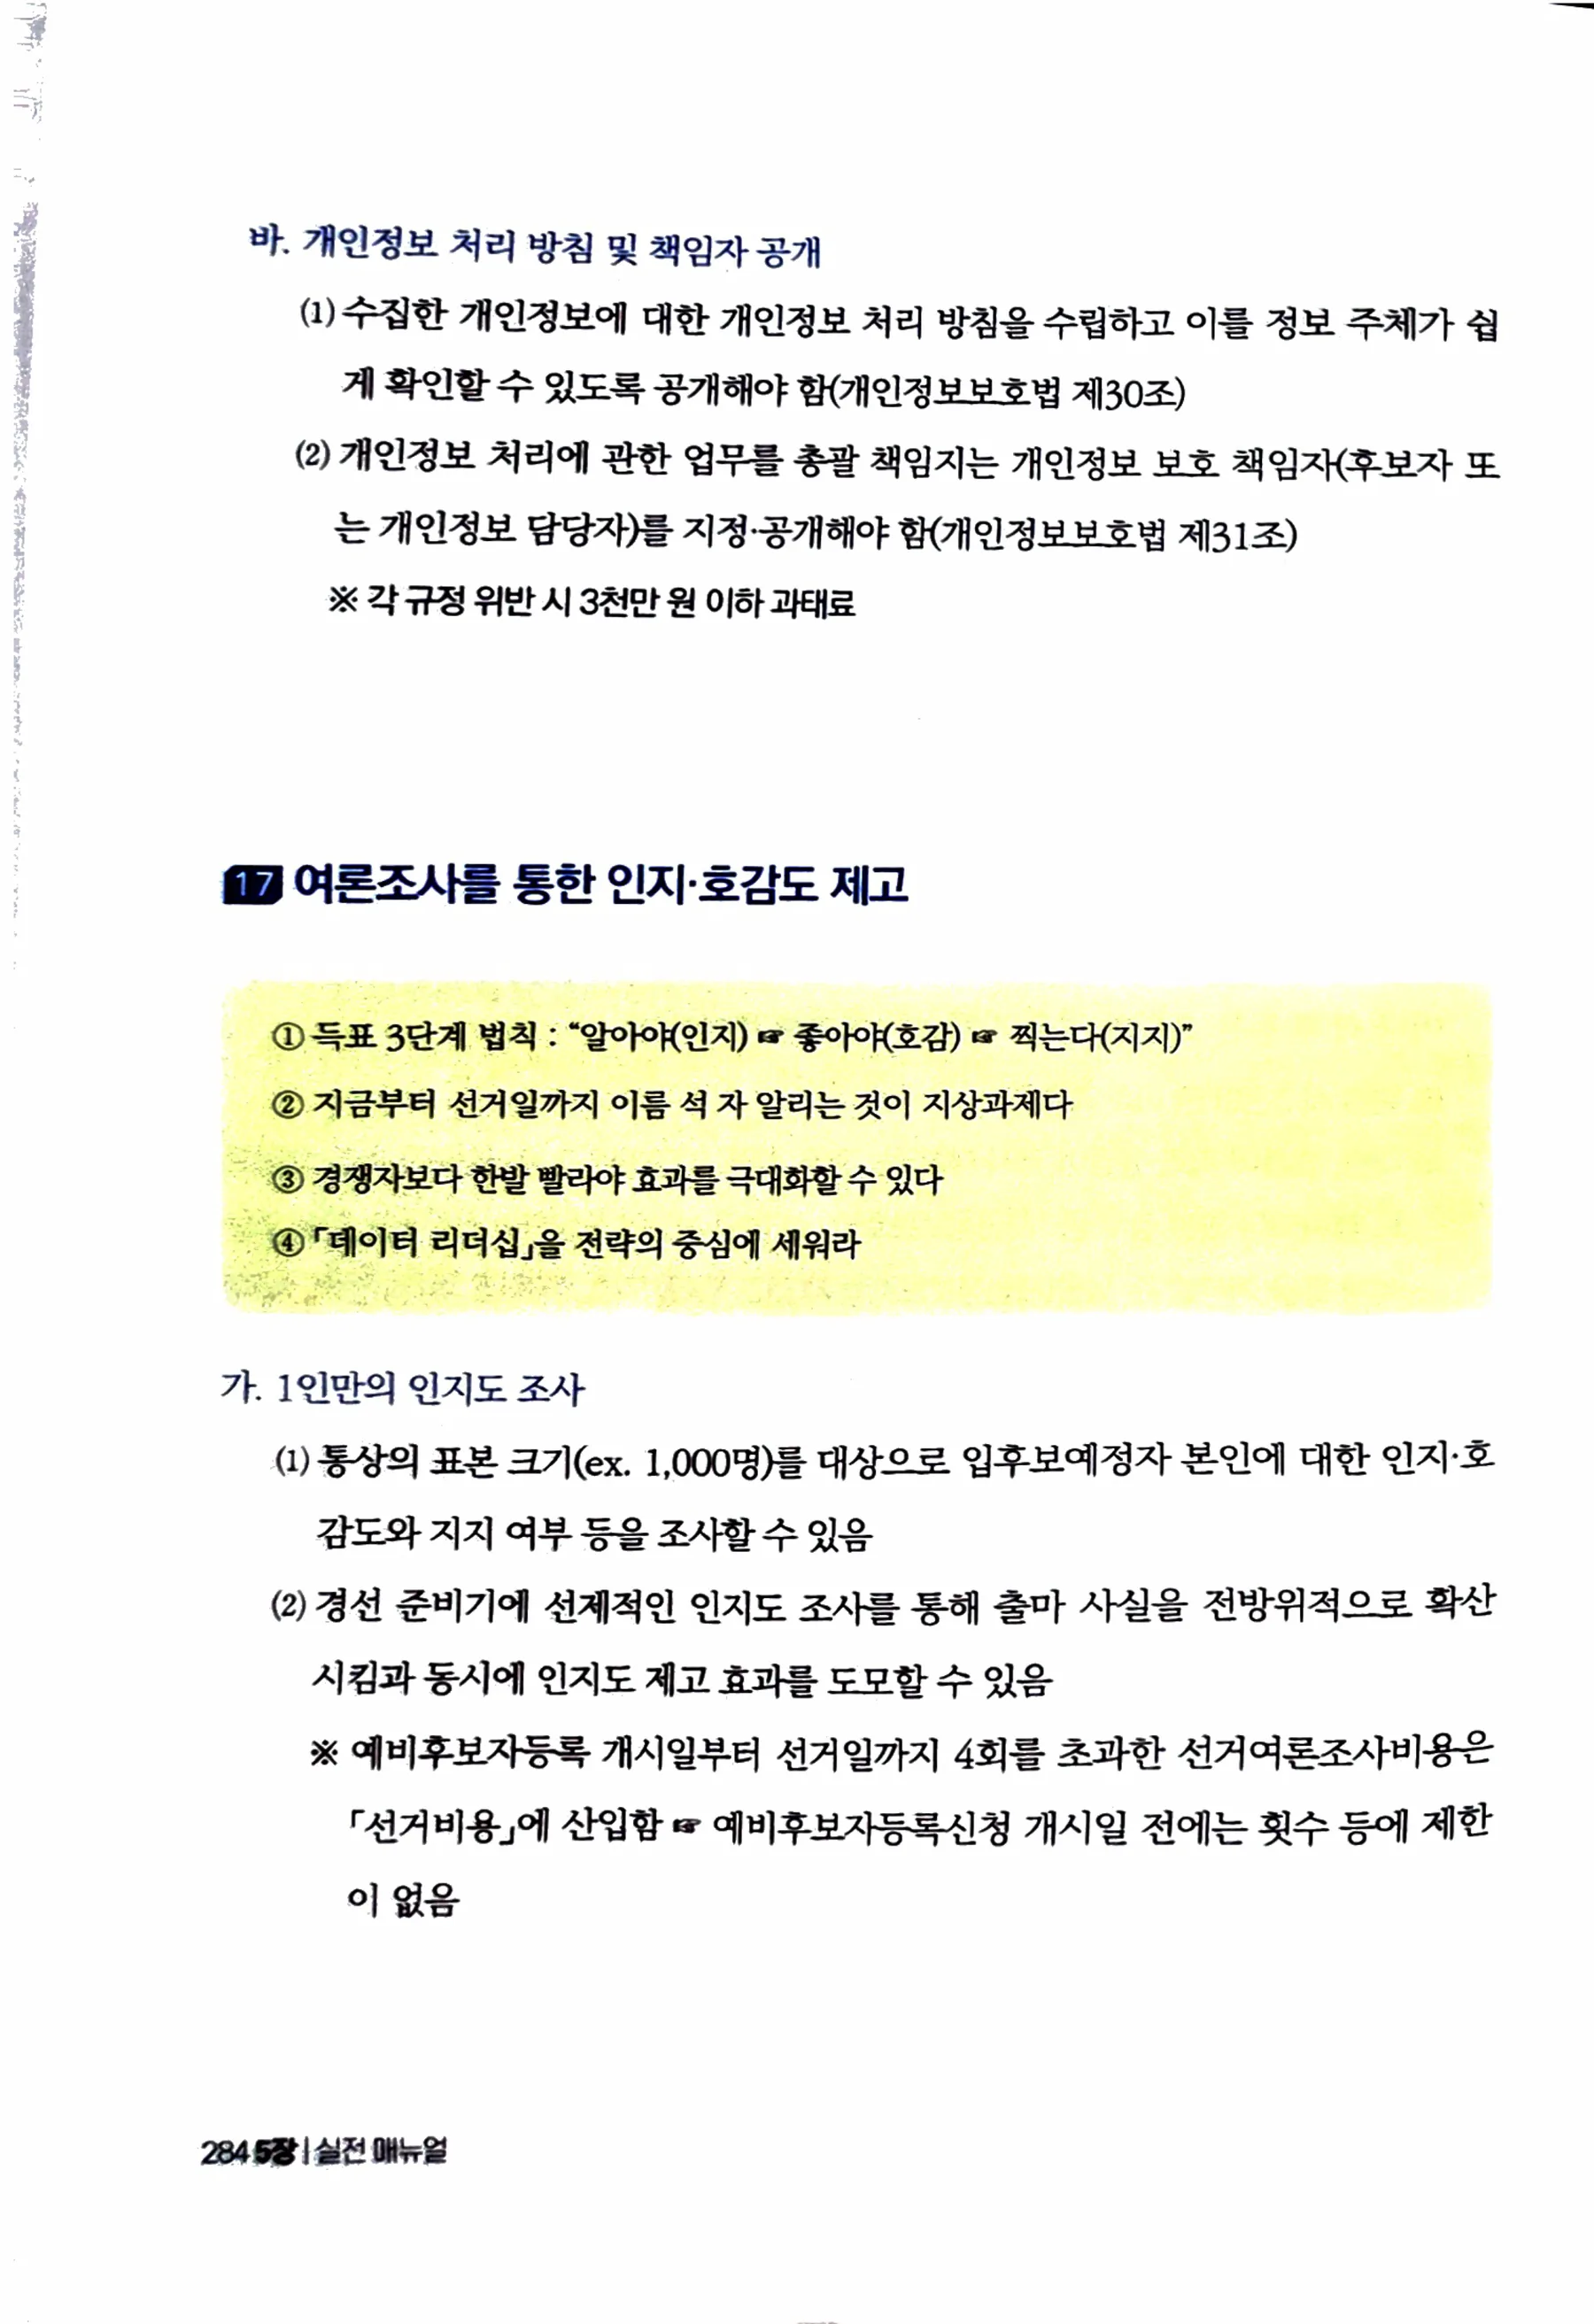 바. 개인정보 처리 방침 및 책임자 공개
(1) 수집한 개인정보에 대한 개인정보 처리 방침을 수립하고 이를 정보 주체가 쉽
게 확인할 수 있도록 공개해야 함(개인정보보호법 제30조)
(2) 개인정보 처리에 관한 업무를 총괄 책임지는 개인정보 보호 책임자(후보자 또
는 개인정보 담당자)를 지정·공개해야 함(개인정보보호법 제31조)
※ 각 규정 위반 시 3천만 원 이하 과태료
17 여론조사를 통한 인지·호감도 제고
① 득표 3단계 법칙 : “알아야(인지) ☞ 좋아야(호감) ☞ 찍는다(지지)”
② 지금부터 선거일까지 이름 석 자 알리는 것이 지상과제다
③ 경쟁자보다 한발 빨라야 효과를 극대화할 수 있다
④ 「데이터 리더십」을 전략의 중심에 세워라
가. 1인만의 인지도 조사
(1) 통상의 표본 크기(ex. 1,000명)를 대상으로 입후보예정자 본인에 대한 인지·호
감도와 지지 여부 등을 조사할 수 있음
(2) 경선 준비기에 선제적인 인지도 조사를 통해 출마 사실을 전방위적으로 확산
시킴과 동시에 인지도 제고 효과를 도모할 수 있음
※ 예비후보자등록 개시일부터 선거일까지 4회를 초과한 선거여론조사비용은
「선거비용」에 산입함 ☞ 예비후보자등록신청 개시일 전에는 횟수 등에 제한
이 없음
284 5장 | 실전 매뉴얼